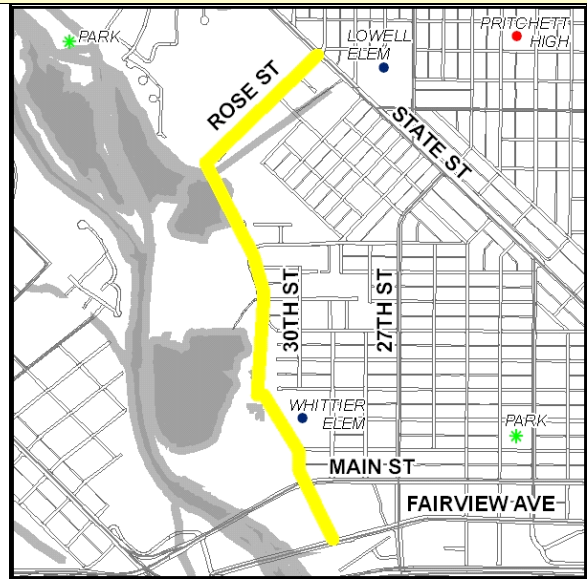 PARK
LOWELL
ELEM
PRITCHETT
HIGH
ROSE ST
STATE ST
30TH ST
27TH ST
WHITTIER
ELEM
PARK
MAIN ST
FAIRVIEW AVE